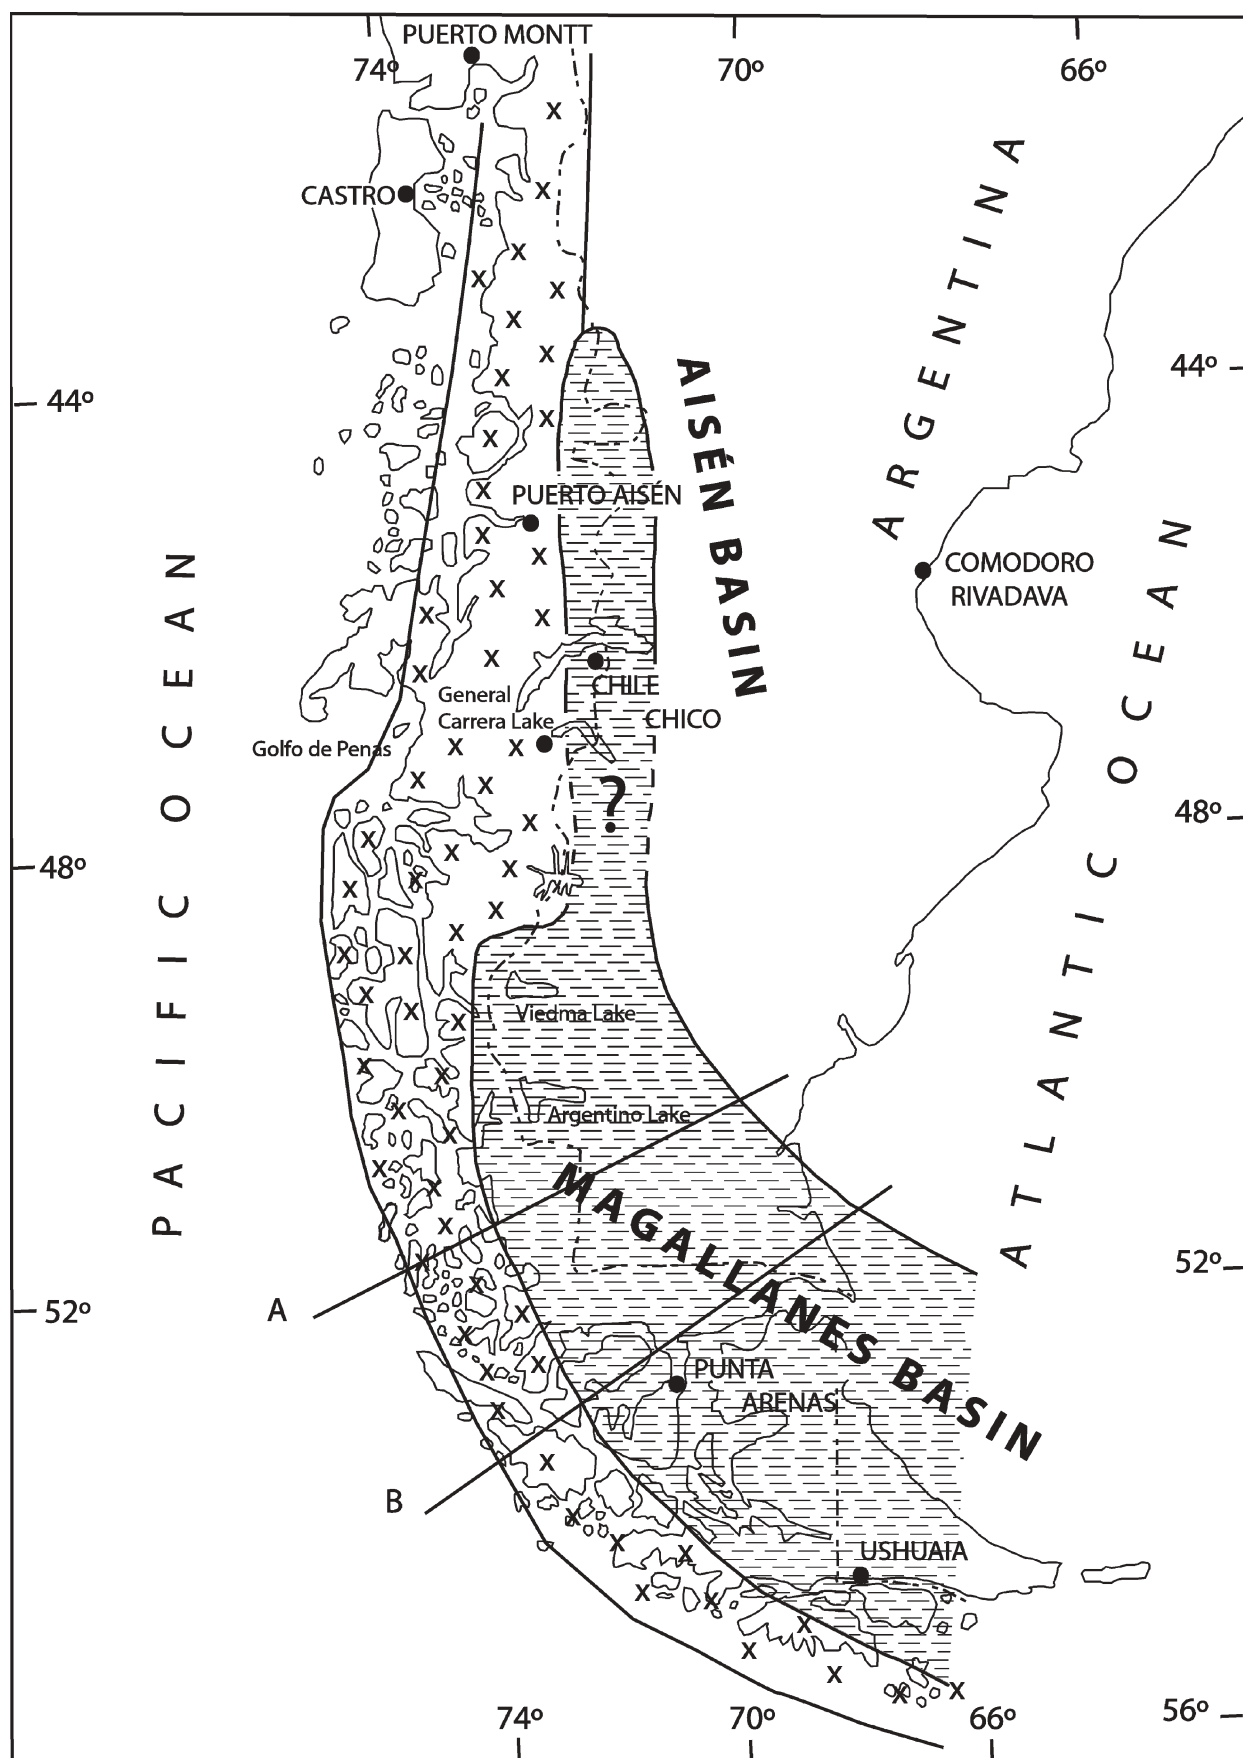 PUERTO MONTT
74º
70º
66º
CASTRO
ARGENTINA
44º
44º
AISÉN BASIN
PUERTO AISÉN
COMODORO
RIVADAVA
PACIFIC OCEAN
ATLANTIC OCEAN
General
Carrera Lake
CHILE
CHICO
Golfo de Penas
?
48º
48º
Viedma Lake
Argentino Lake
MAGALLANES BASIN
A
52º
52º
PUNTA
ARENAS
B
USHUAIA
74º
70º
66º
56º